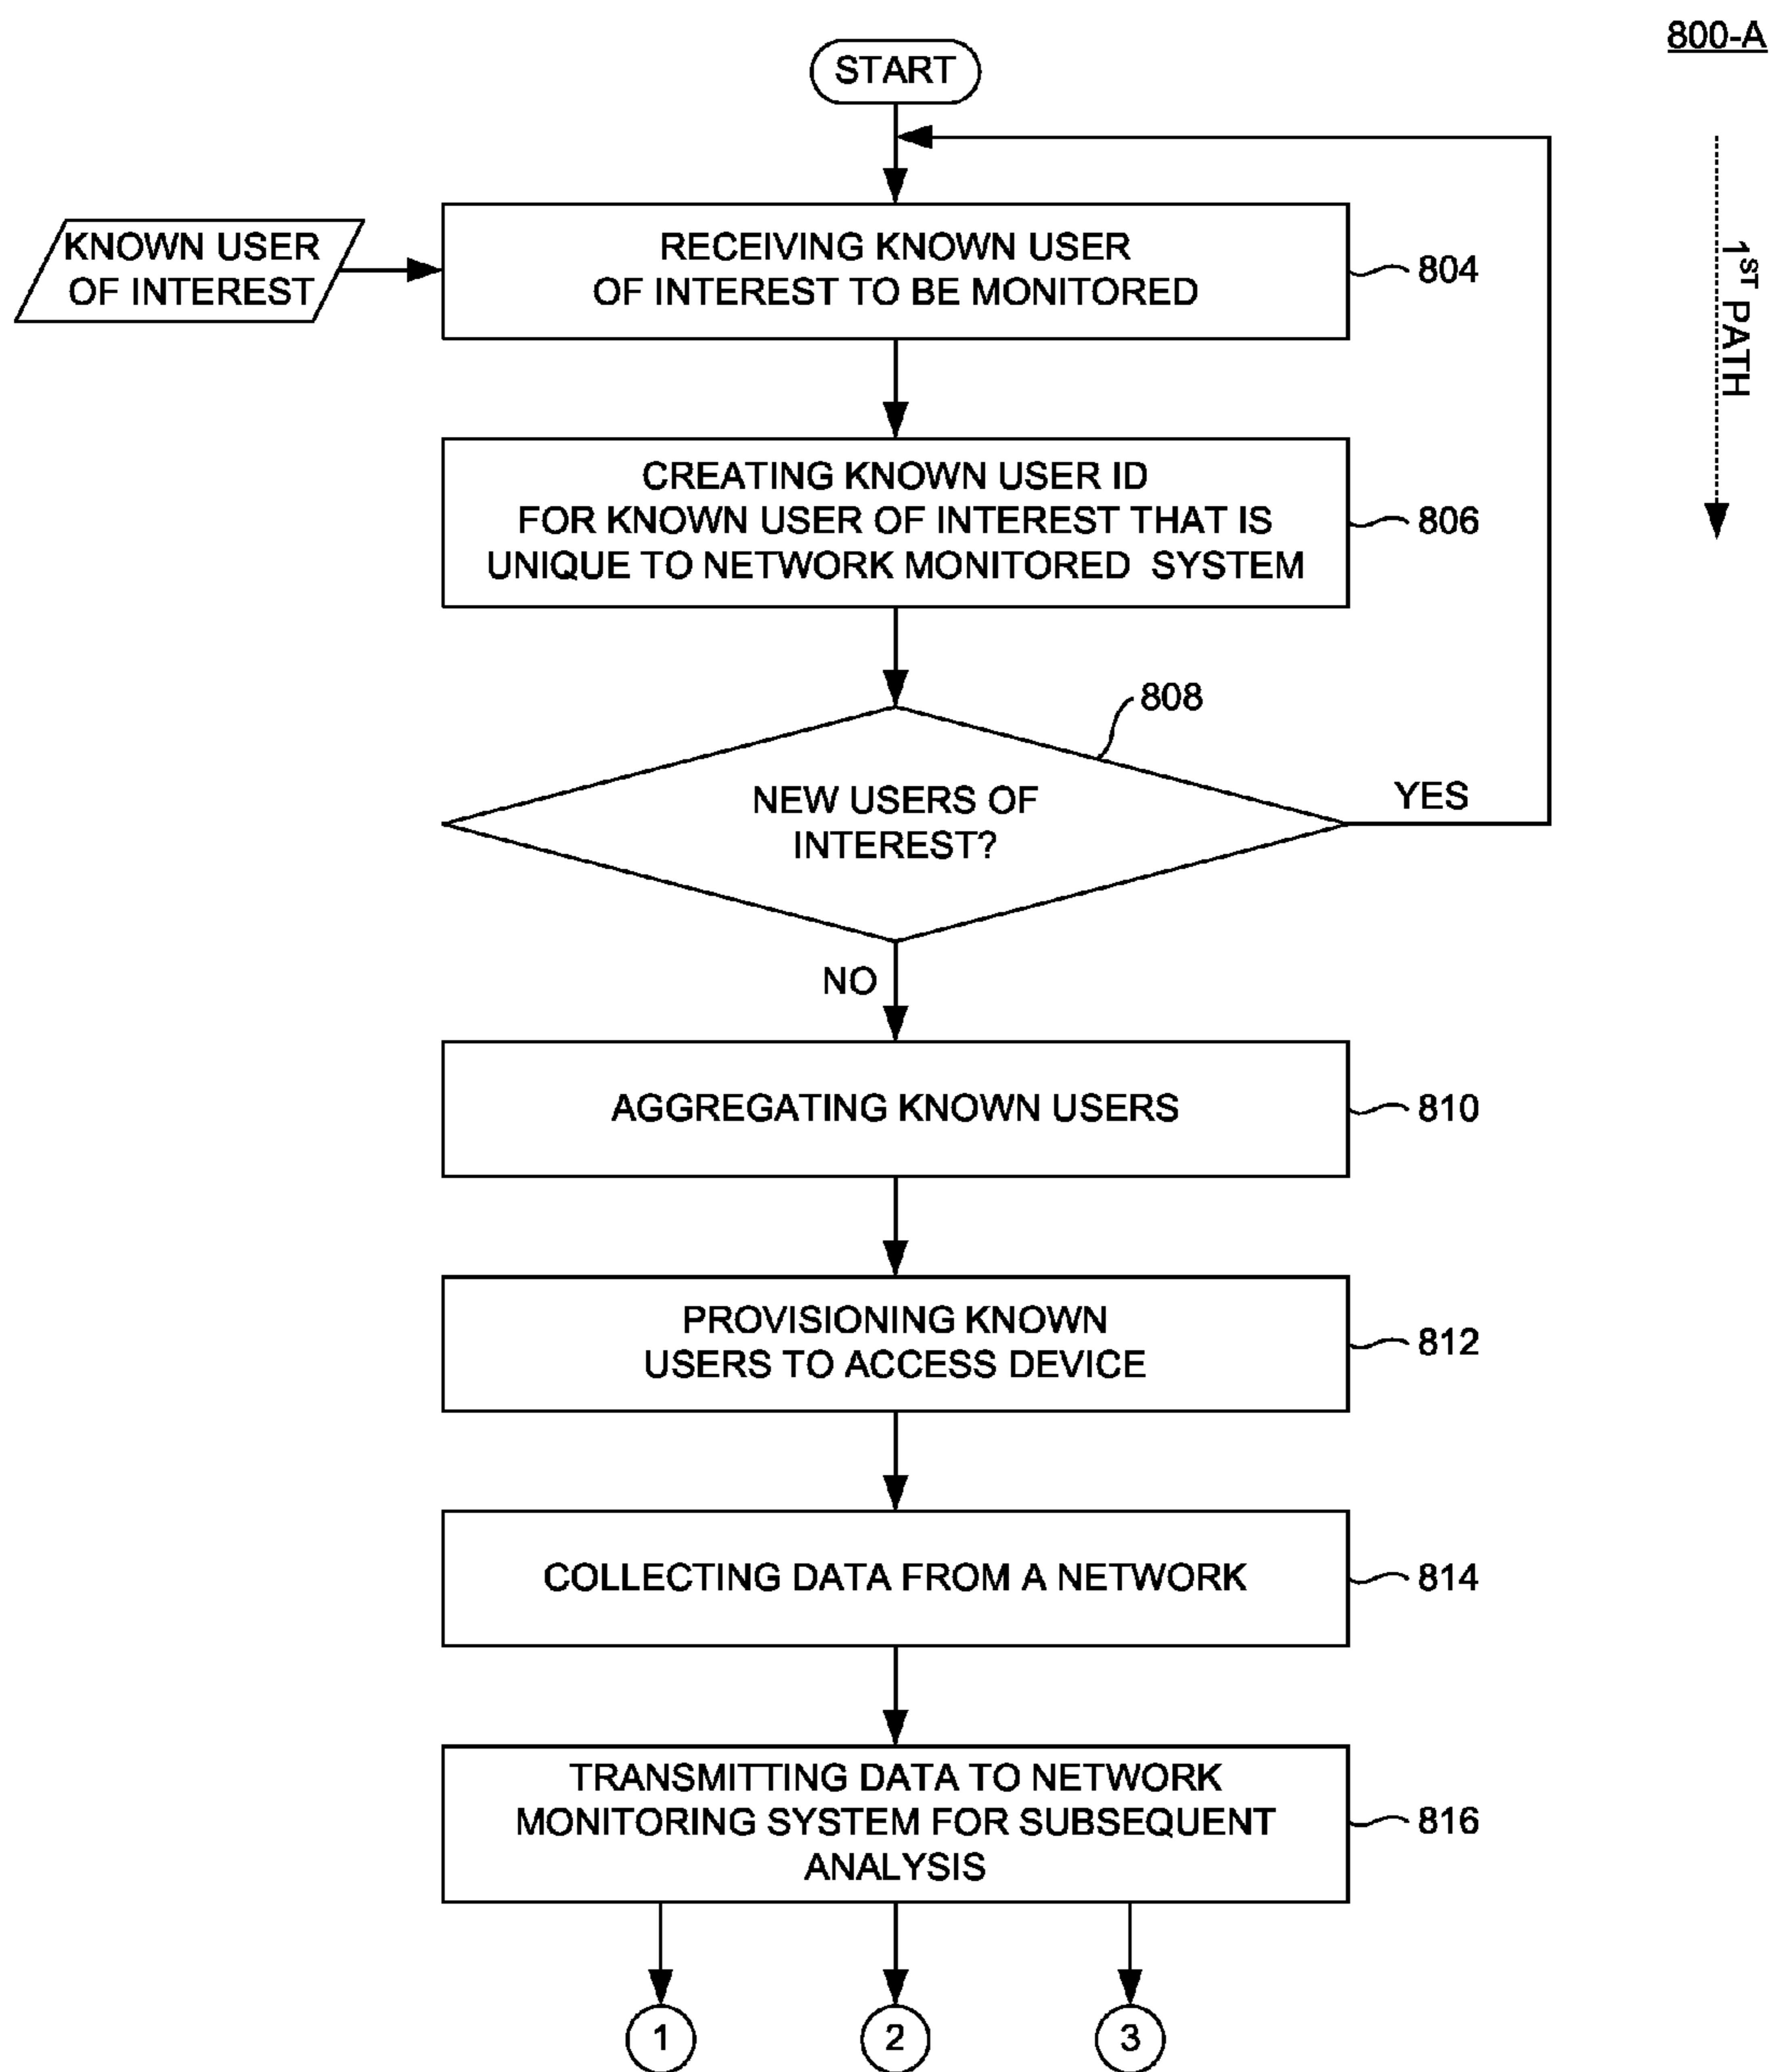 800-A
START
1ST PATH
KNOWN USER
OF INTEREST
RECEIVING KNOWN USER
OF INTEREST TO BE MONITORED
804
CREATING KNOWN USER ID
FOR KNOWN USER OF INTEREST THAT IS
UNIQUE TO NETWORK MONITORED SYSTEM
806
808
NEW USERS OF
INTEREST?
YES
NO
AGGREGATING KNOWN USERS
810
PROVISIONING KNOWN
USERS TO ACCESS DEVICE
812
COLLECTING DATA FROM A NETWORK
814
TRANSMITTING DATA TO NETWORK
MONITORING SYSTEM FOR SUBSEQUENT
ANALYSIS
816
1
2
3